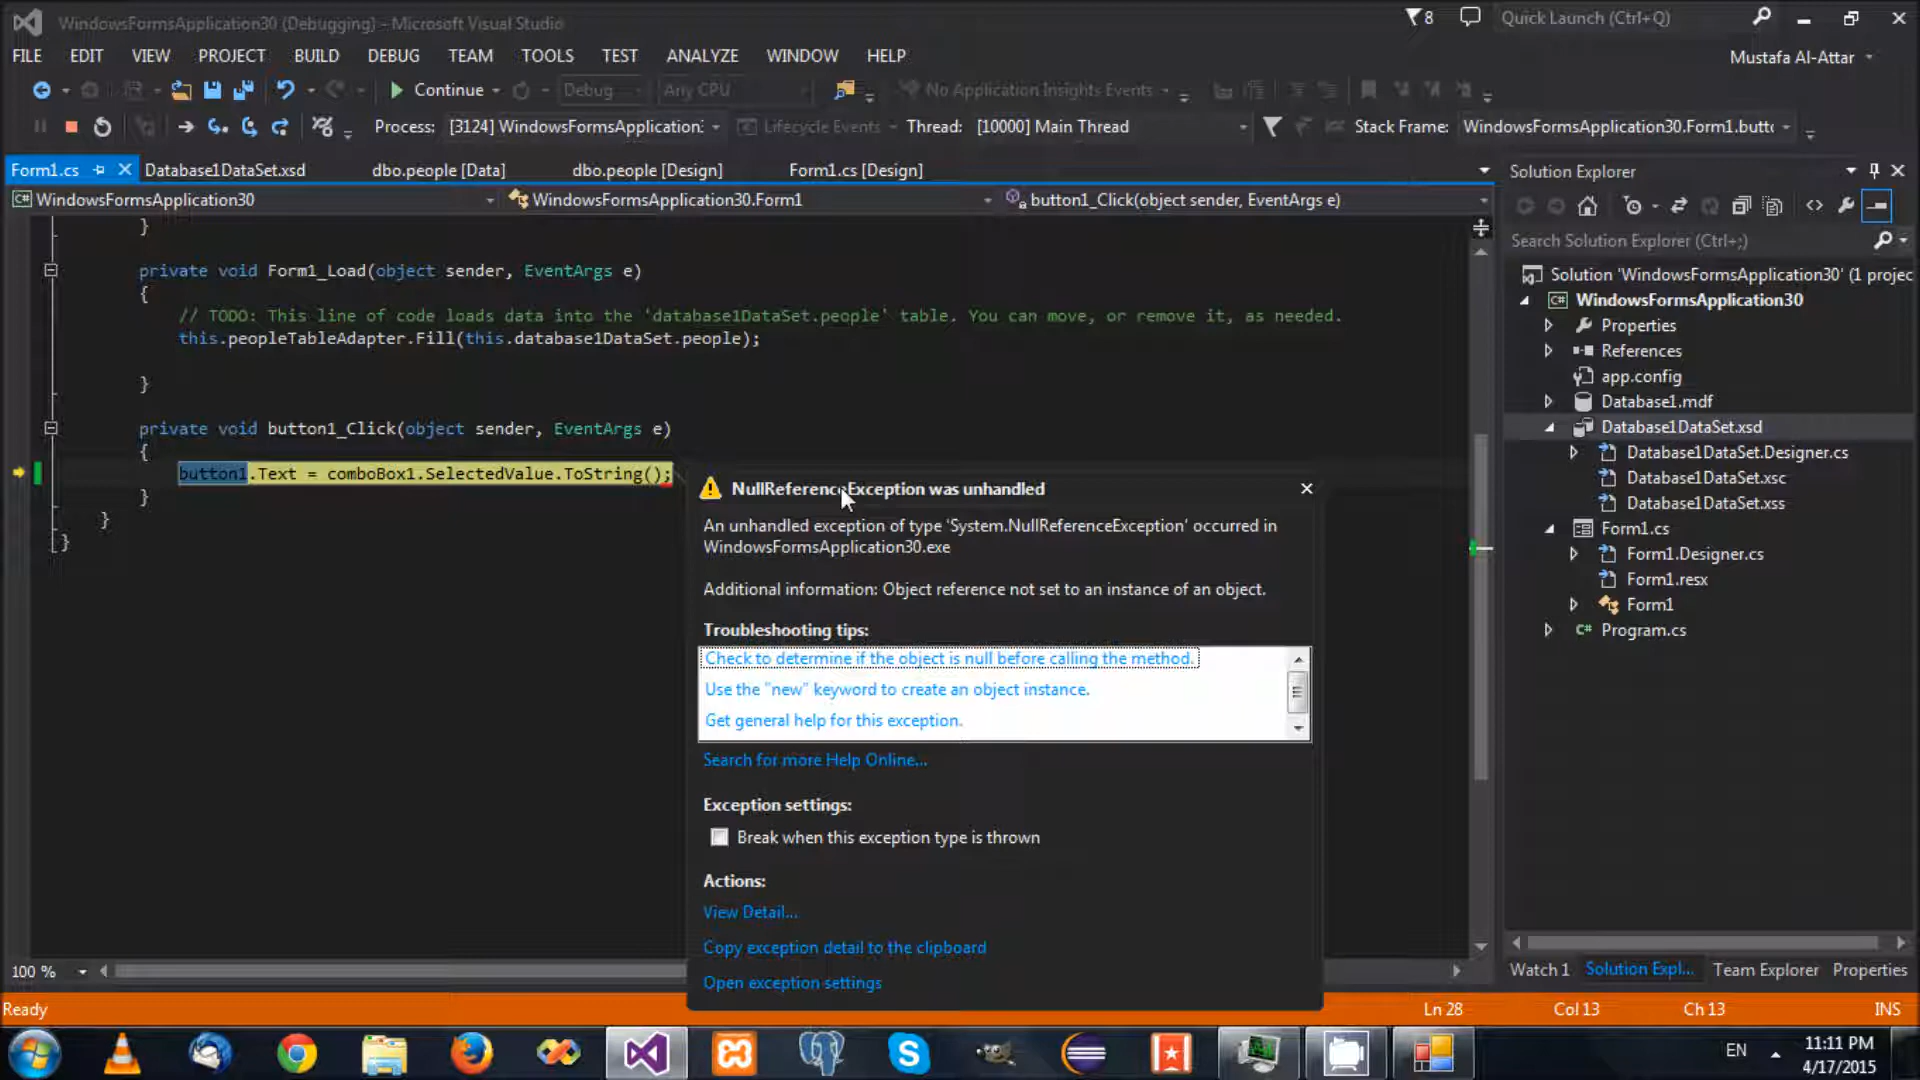 WindowsFormsApplication30 (Debugging) - Microsoft Visual Studio
8
Quick Launch (Ctrl+Q)
FILE EDIT VIEW PROJECT BUILD DEBUG TEAM TOOLS TEST ANALYZE WINDOW HELP
Mustafa Al-Attar
Continue Debug Any CPU No Application Insights Events
Process: [3124] WindowsFormsApplication: Lifecycle Events Thread: [10000] Main Thread Stack Frame: WindowsFormsApplication30.Form1.butt
Form1.cs Database1DataSet.xsd dbo.people [Data] dbo.people [Design] Form1.cs [Design]
WindowsFormsApplication30 WindowsFormsApplication30.Form1 button1_Click(object sender, EventArgs e)
}
private void Form1_Load(object sender, EventArgs e)
{
// TODO: This line of code loads data into the 'database1DataSet.people' table. You can move, or remove it, as needed.
this.peopleTableAdapter.Fill(this.database1DataSet.people);
}
private void button1_Click(object sender, EventArgs e)
{
button1.Text = comboBox1.SelectedValue.ToString();
}
}
}
NullReferenceException was unhandled
An unhandled exception of type 'System.NullReferenceException' occurred in
WindowsFormsApplication30.exe
Additional information: Object reference not set to an instance of an object.
Troubleshooting tips:
Check to determine if the object is null before calling the method.
Use the "new" keyword to create an object instance.
Get general help for this exception.
Search for more Help Online...
Exception settings:
Break when this exception type is thrown
Actions:
View Detail...
Copy exception detail to the clipboard
Open exception settings
Solution Explorer
Search Solution Explorer (Ctrl+;)
Solution 'WindowsFormsApplication30' (1 projec
WindowsFormsApplication30
Properties
References
app.config
Database1.mdf
Database1DataSet.xsd
Database1DataSet.Designer.cs
Database1DataSet.xsc
Database1DataSet.xss
Form1.cs
Form1.Designer.cs
Form1.resx
Form1
Program.cs
100 %
Watch 1 Solution Expl... Team Explorer Properties
Ready Ln 28 Col 13 Ch 13 INS
EN
11:11 PM
4/17/2015